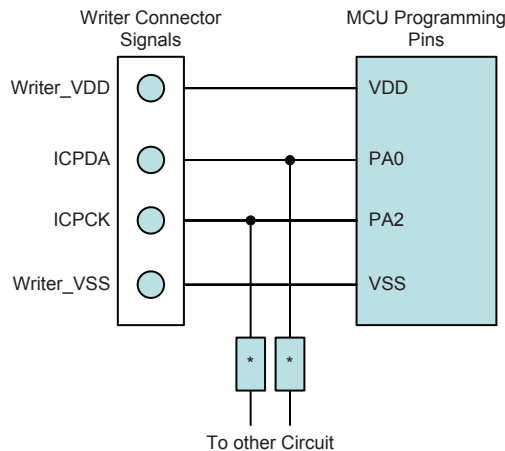 Writer Connector
Signals
MCU Programming
Pins
Writer_VDD
VDD
ICPDA
PA0
ICPCK
PA2
Writer_VSS
VSS
* *
To other Circuit